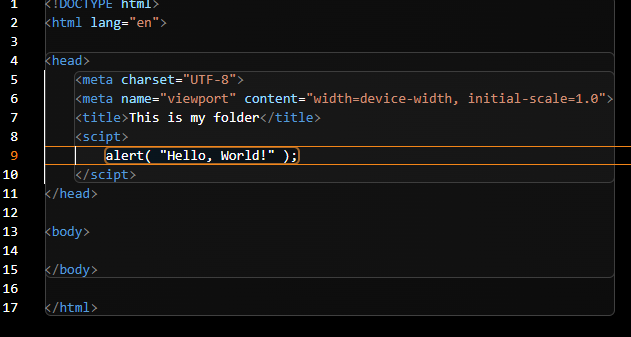 1 <!DOCTYPE html>
2 <html lang="en">
3
4 <head>
5 <meta charset="UTF-8">
6 <meta name="viewport" content="width=device-width, initial-scale=1.0">
7 <title>This is my folder</title>
8 <scipt>
9 alert( "Hello, World!" );
10 </scipt>
11 </head>
12
13 <body>
14
15 </body>
16
17 </html>